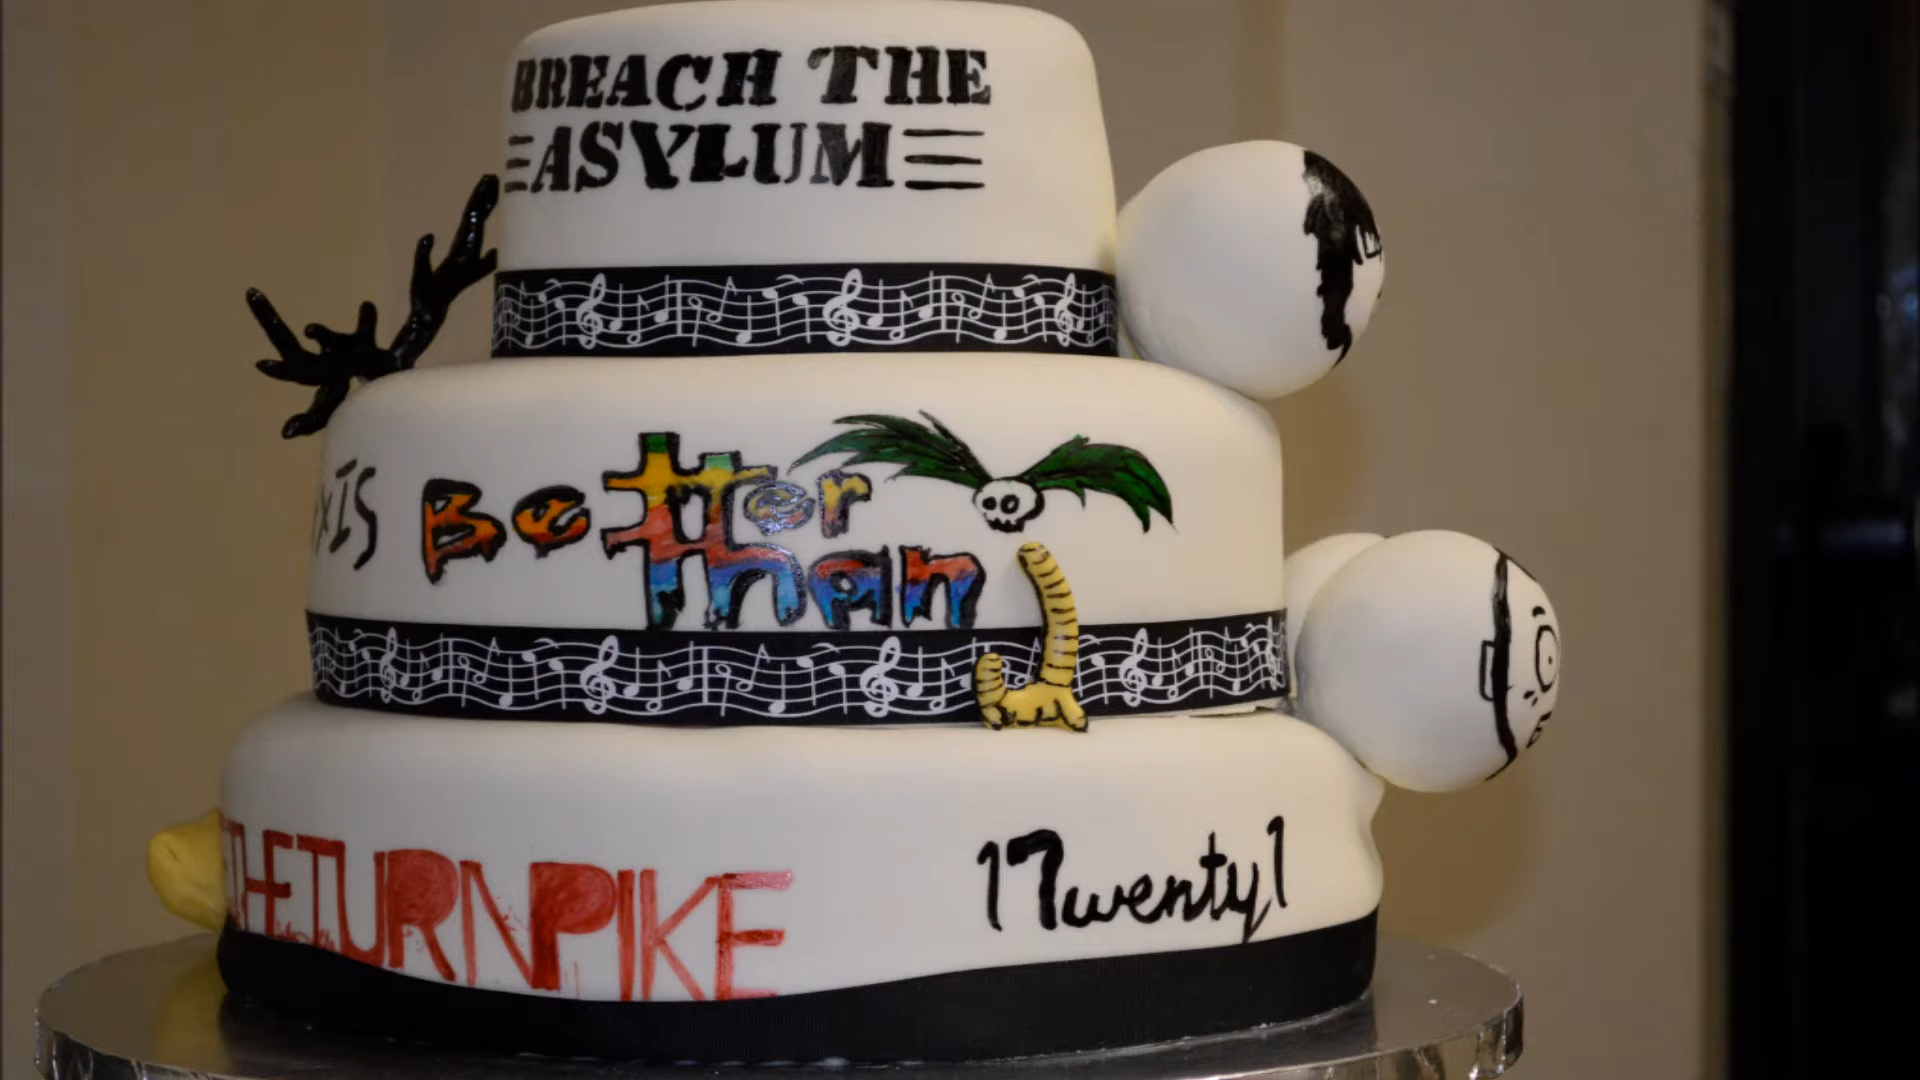 BREACH THE
ASYLUM
Better
than
THETURNPIKE
17wenty1